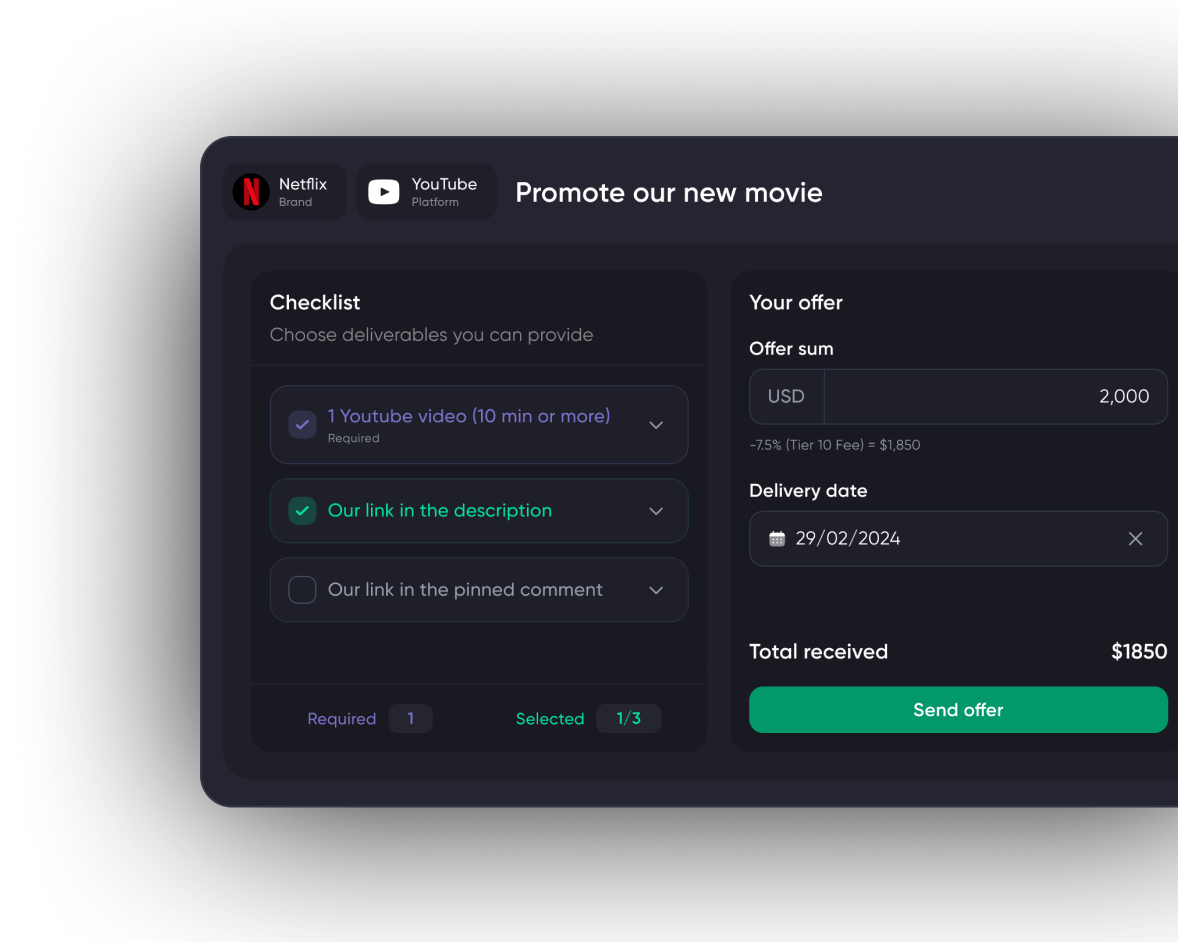 Netflix
Brand
YouTube
Platform
Promote our new movie
Checklist
Choose deliverables you can provide
1 Youtube video (10 min or more)
Required
Our link in the description
Our link in the pinned comment
Required 1
Selected 1/3
Your offer
Offer sum
USD 2,000
-7.5% (Tier 10 Fee) = $1,850
Delivery date
29/02/2024
Total received $1850
Send offer